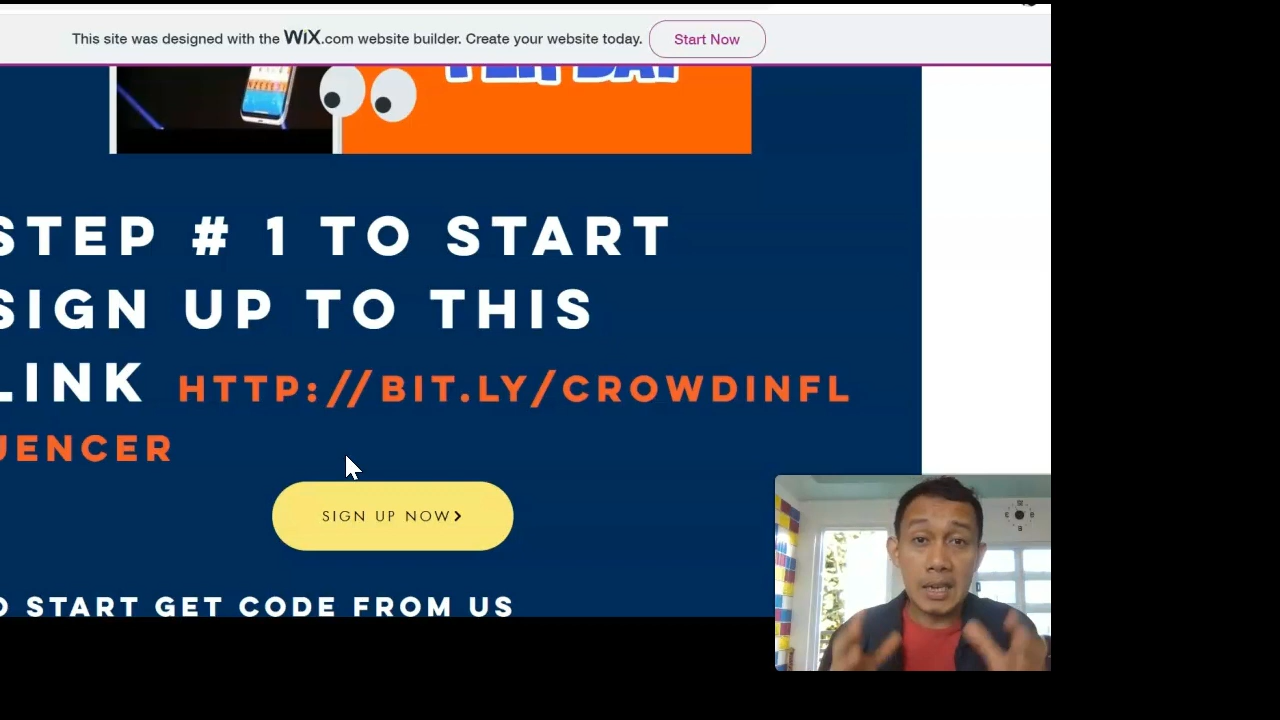 This site was designed with the WiX.com website builder. Create your website today. Start Now
STEP # 1 TO START
SIGN UP TO THIS
LINK HTTP://BIT.LY/CROWDINFL
UENCER
SIGN UP NOW>
START GET CODE FROM US